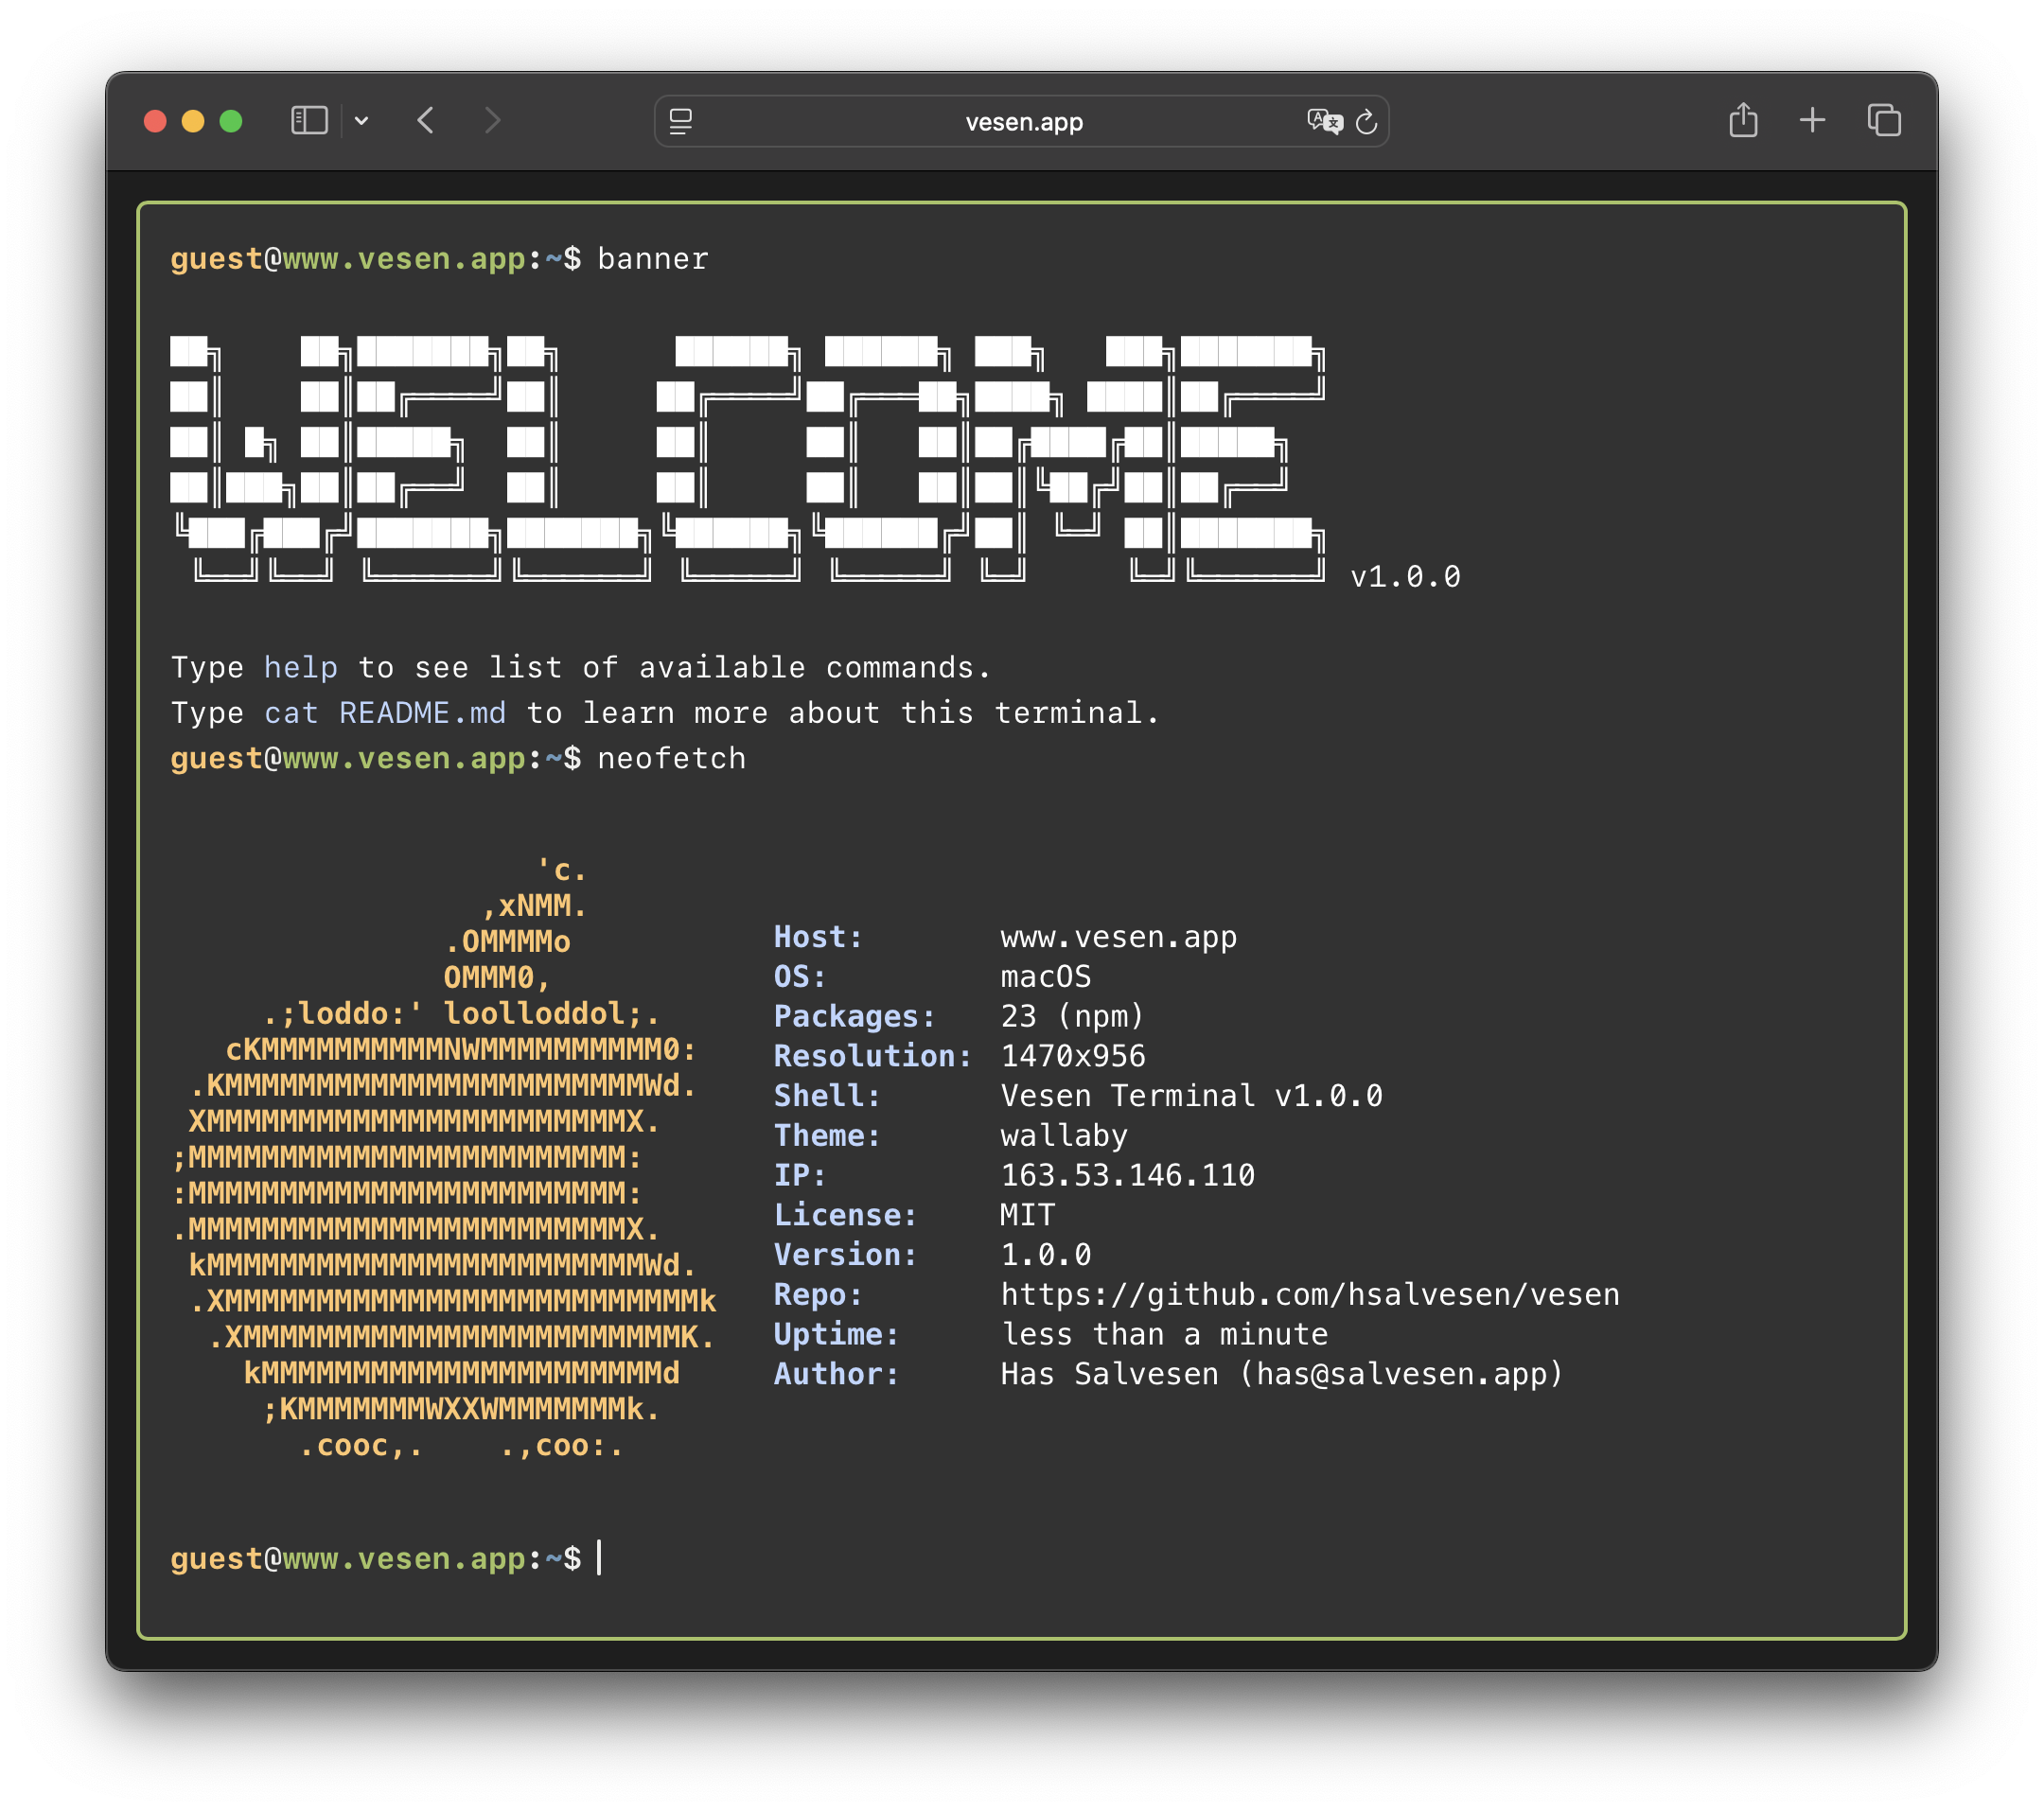 vesen.app
guest@www.vesen.app:~$ banner
██╗    ██╗███████╗██╗      ██████╗ ██████╗ ███╗   ███╗███████╗
██║    ██║██╔════╝██║     ██╔════╝██╔═══██╗████╗ ████║██╔════╝
██║ █╗ ██║█████╗  ██║     ██║     ██║   ██║██╔████╔██║█████╗
██║███╗██║██╔══╝  ██║     ██║     ██║   ██║██║╚██╔╝██║██╔══╝
╚███╔███╔╝███████╗███████╗╚██████╗╚██████╔╝██║ ╚═╝ ██║███████╗
 ╚══╝╚══╝ ╚══════╝╚══════╝ ╚═════╝ ╚═════╝ ╚═╝     ╚═╝╚══════╝ v1.0.0
Type help to see list of available commands.
Type cat README.md to learn more about this terminal.
guest@www.vesen.app:~$ neofetch
                    'c.
                 ,xNMM.
               .OMMMMo
               OMMM0,
     .;loddo:' loolloddol;.
   cKMMMMMMMMMMNWMMMMMMMMMM0:
 .KMMMMMMMMMMMMMMMMMMMMMMMWd.
 XMMMMMMMMMMMMMMMMMMMMMMMX.
;MMMMMMMMMMMMMMMMMMMMMMMM:
:MMMMMMMMMMMMMMMMMMMMMMMM:
.MMMMMMMMMMMMMMMMMMMMMMMMX.
 kMMMMMMMMMMMMMMMMMMMMMMMMWd.
 .XMMMMMMMMMMMMMMMMMMMMMMMMMMk
  .XMMMMMMMMMMMMMMMMMMMMMMMMK.
    kMMMMMMMMMMMMMMMMMMMMMMd
     ;KMMMMMMMWXXWMMMMMMMk.
       .cooc,.    .,coo:.
Host: www.vesen.app
OS: macOS
Packages: 23 (npm)
Resolution: 1470x956
Shell: Vesen Terminal v1.0.0
Theme: wallaby
IP: 163.53.146.110
License: MIT
Version: 1.0.0
Repo: https://github.com/hsalvesen/vesen
Uptime: less than a minute
Author: Has Salvesen (has@salvesen.app)
guest@www.vesen.app:~$